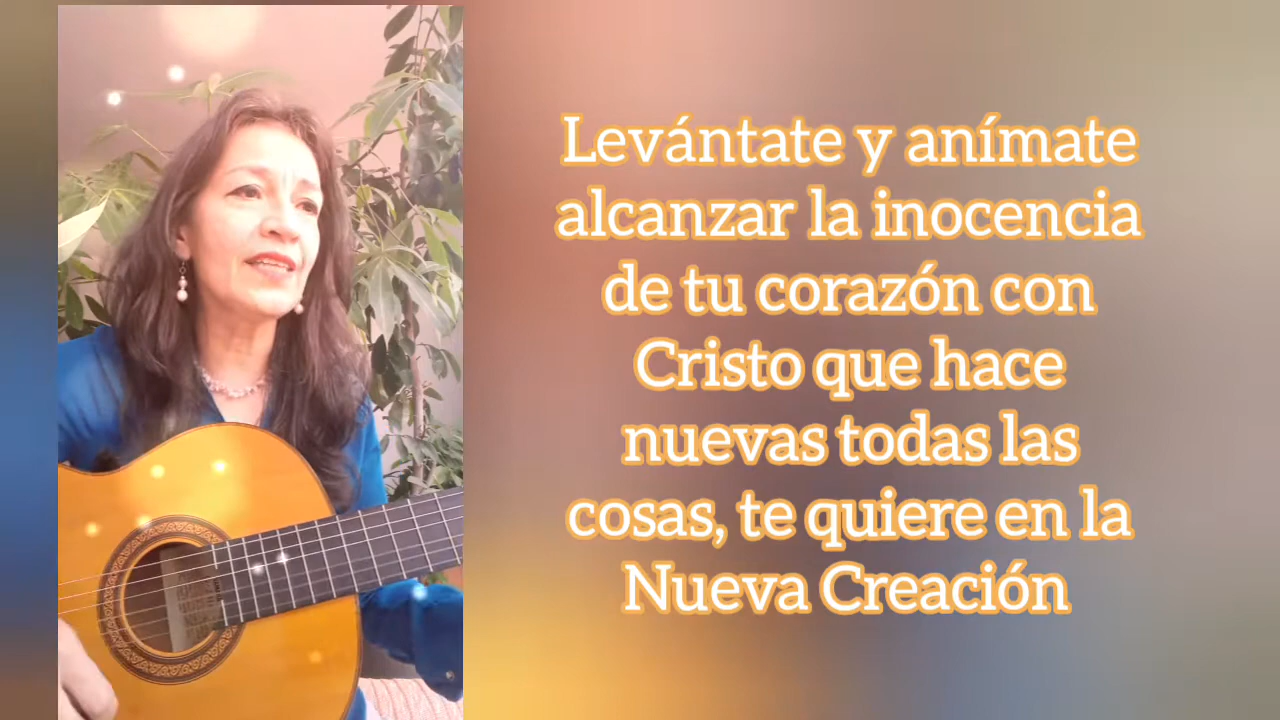 Levántate y anímate
alcanzar la inocencia
de tu corazón con
Cristo que hace
nuevas todas las
cosas, te quiere en la
Nueva Creación